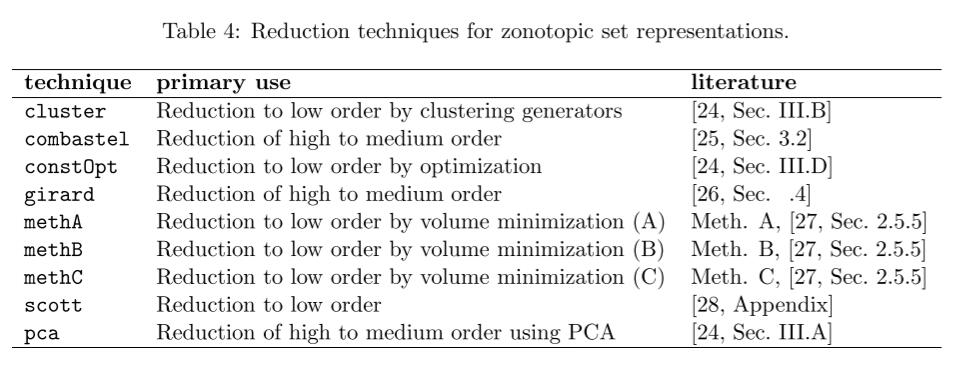 Table 4: Reduction techniques for zonotopic set representations.
technique primary use literature
cluster Reduction to low order by clustering generators [24, Sec. III.B]
combastel Reduction of high to medium order [25, Sec. 3.2]
constOpt Reduction to low order by optimization [24, Sec. III.D]
girard Reduction of high to medium order [26, Sec. .4]
methA Reduction to low order by volume minimization (A) Meth. A, [27, Sec. 2.5.5]
methB Reduction to low order by volume minimization (B) Meth. B, [27, Sec. 2.5.5]
methC Reduction to low order by volume minimization (C) Meth. C, [27, Sec. 2.5.5]
scott Reduction to low order [28, Appendix]
pca Reduction of high to medium order using PCA [24, Sec. III.A]